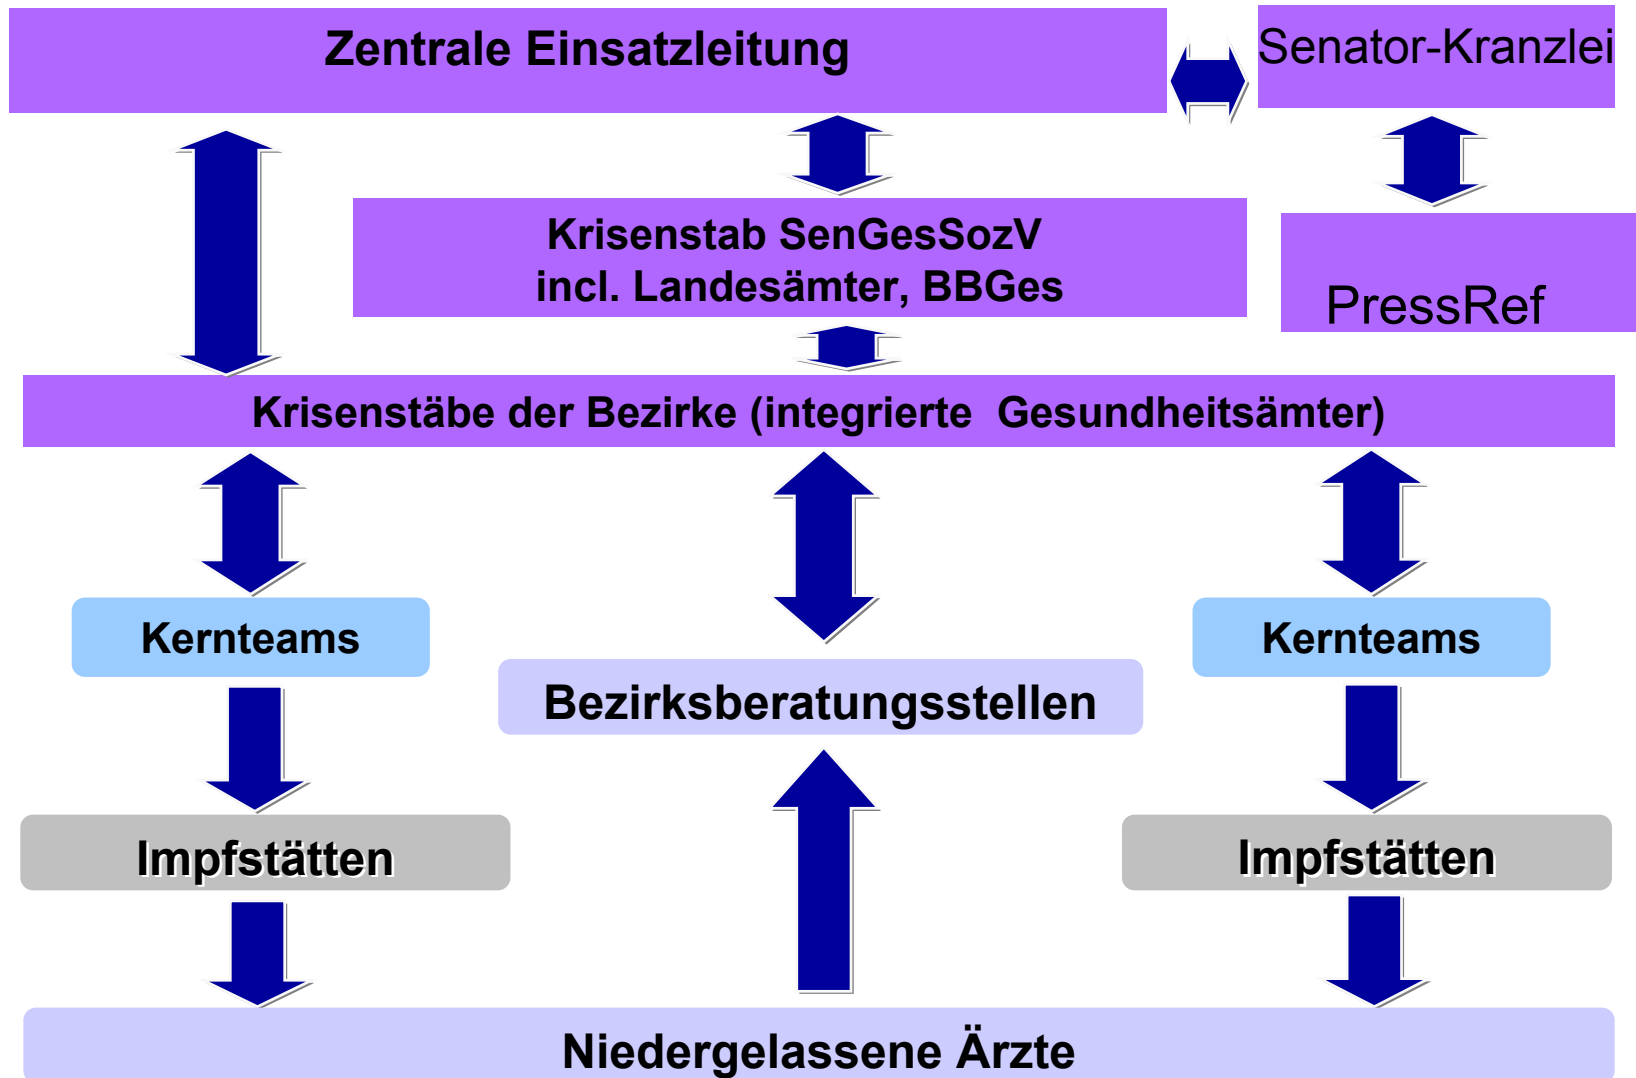 Zentrale Einsatzleitung
Senator-Kranzlei
Krisenstab SenGesSozV
incl. Landesämter, BBGes
PressRef
Krisenstäbe der Bezirke (integrierte Gesundheitsämter)
Kernteams
Kernteams
Bezirksberatungsstellen
Impfstätten
Impfstätten
Niedergelassene Ärzte